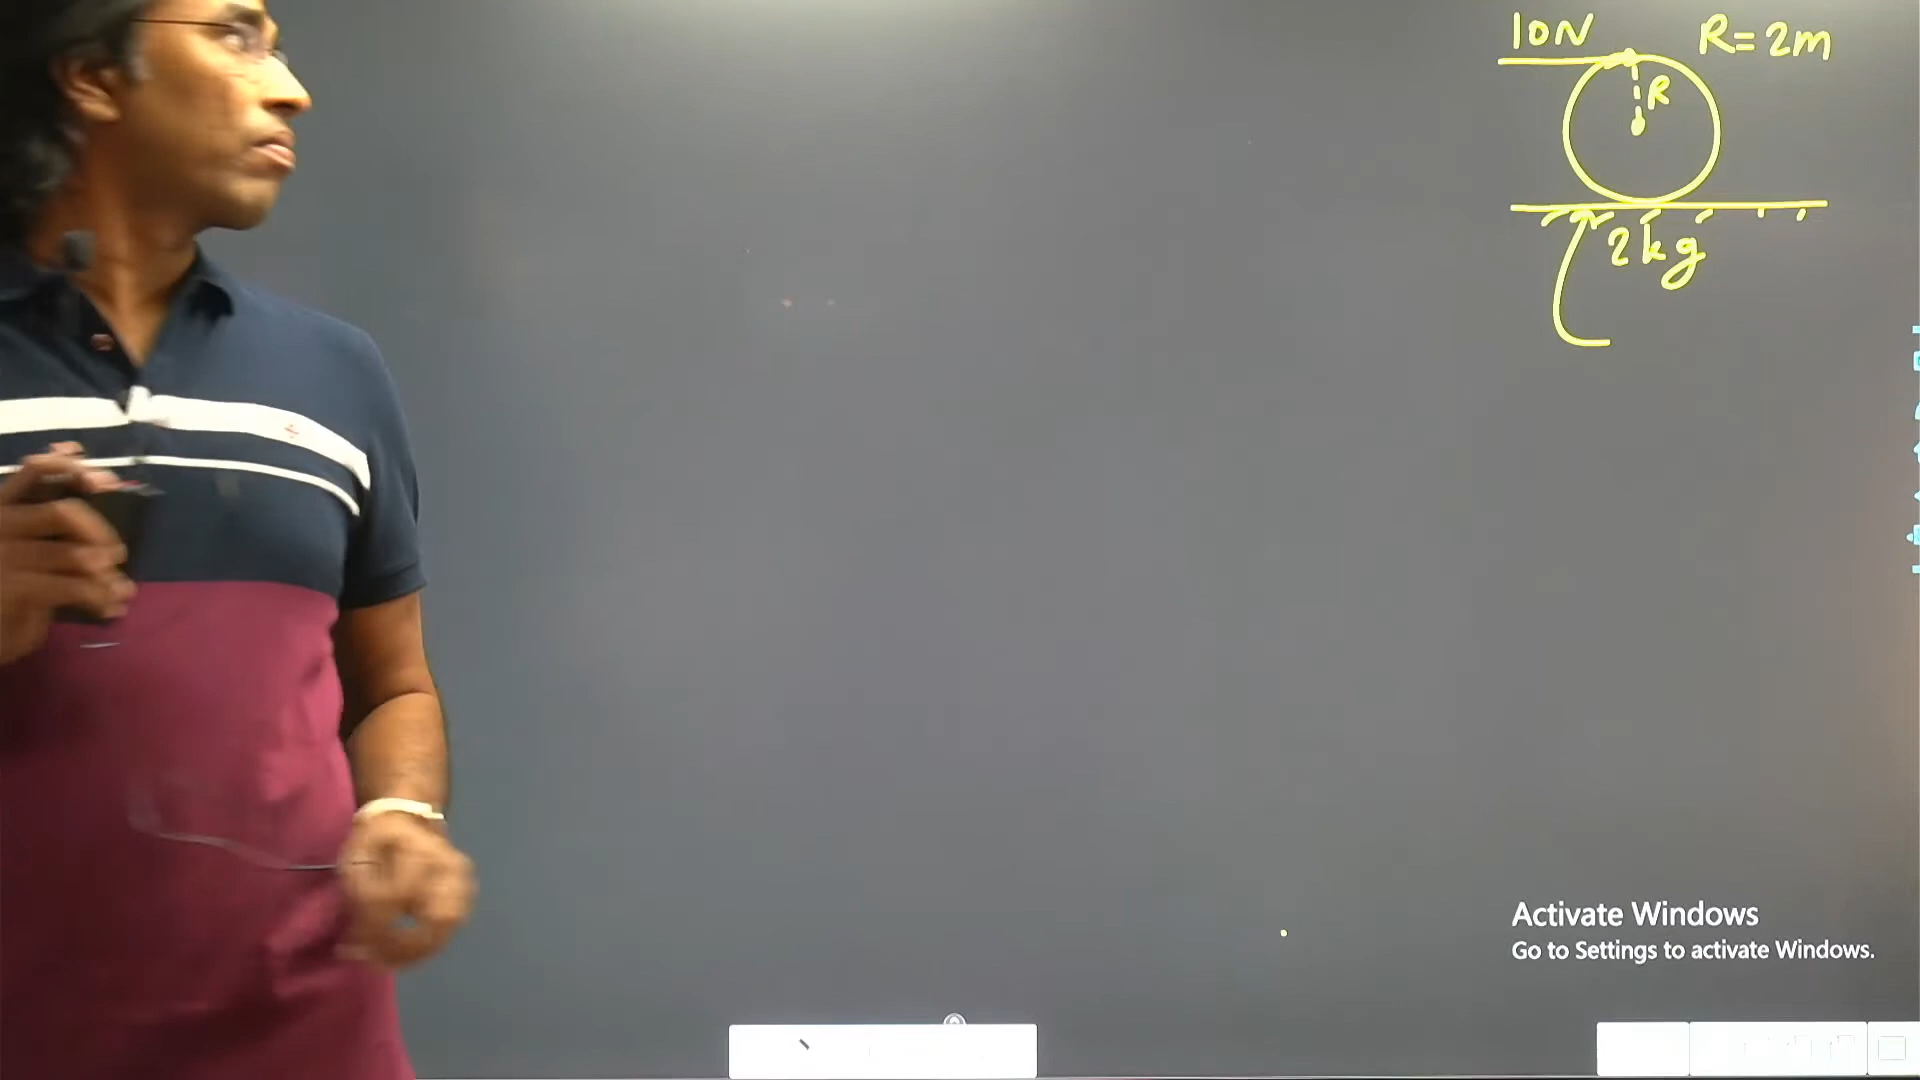 10N R=2m
R
2kg
Activate Windows
Go to Settings to activate Windows.